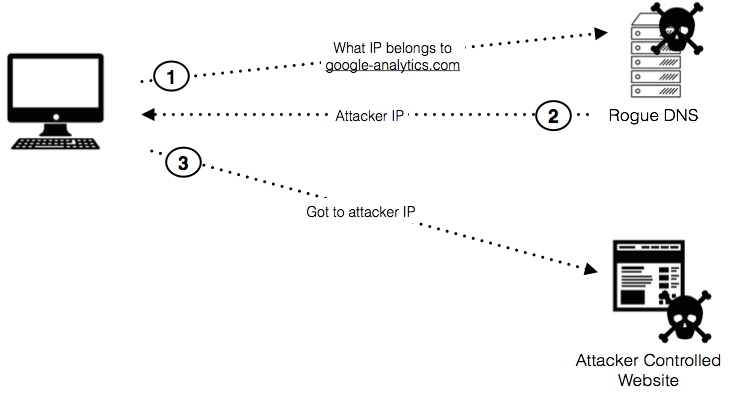 What IP belongs to
google-analytics.com
1
Attacker IP
2
Rogue DNS
3
Got to attacker IP
Attacker Controlled
Website